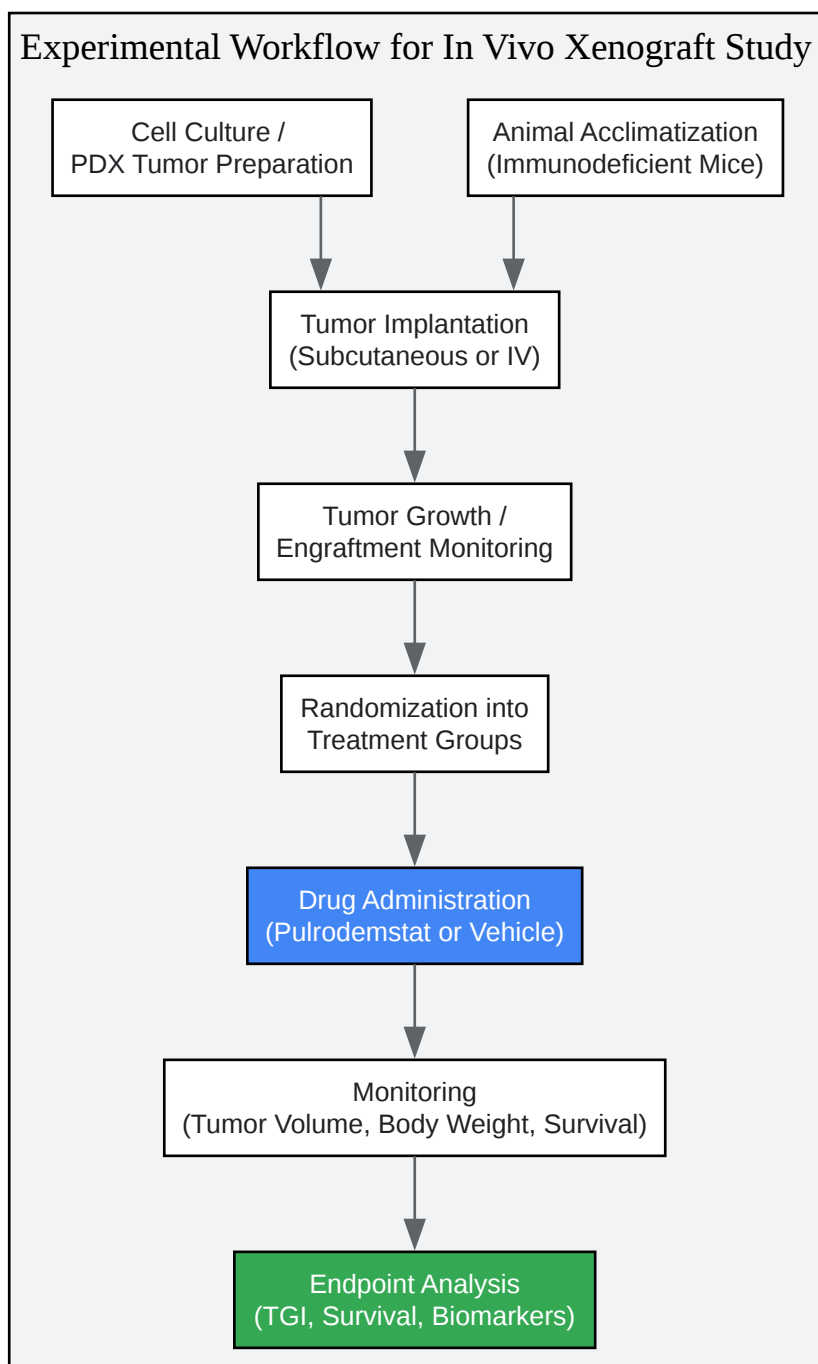 Experimental Workflow for In Vivo Xenograft Study
Cell Culture /
PDX Tumor Preparation
Animal Acclimatization
(Immunodeficient Mice)
Tumor Implantation
(Subcutaneous or IV)
Tumor Growth /
Engraftment Monitoring
Randomization into
Treatment Groups
Drug Administration
(Pulrodemstat or Vehicle)
Monitoring
(Tumor Volume, Body Weight, Survival)
Endpoint Analysis
(TGI, Survival, Biomarkers)